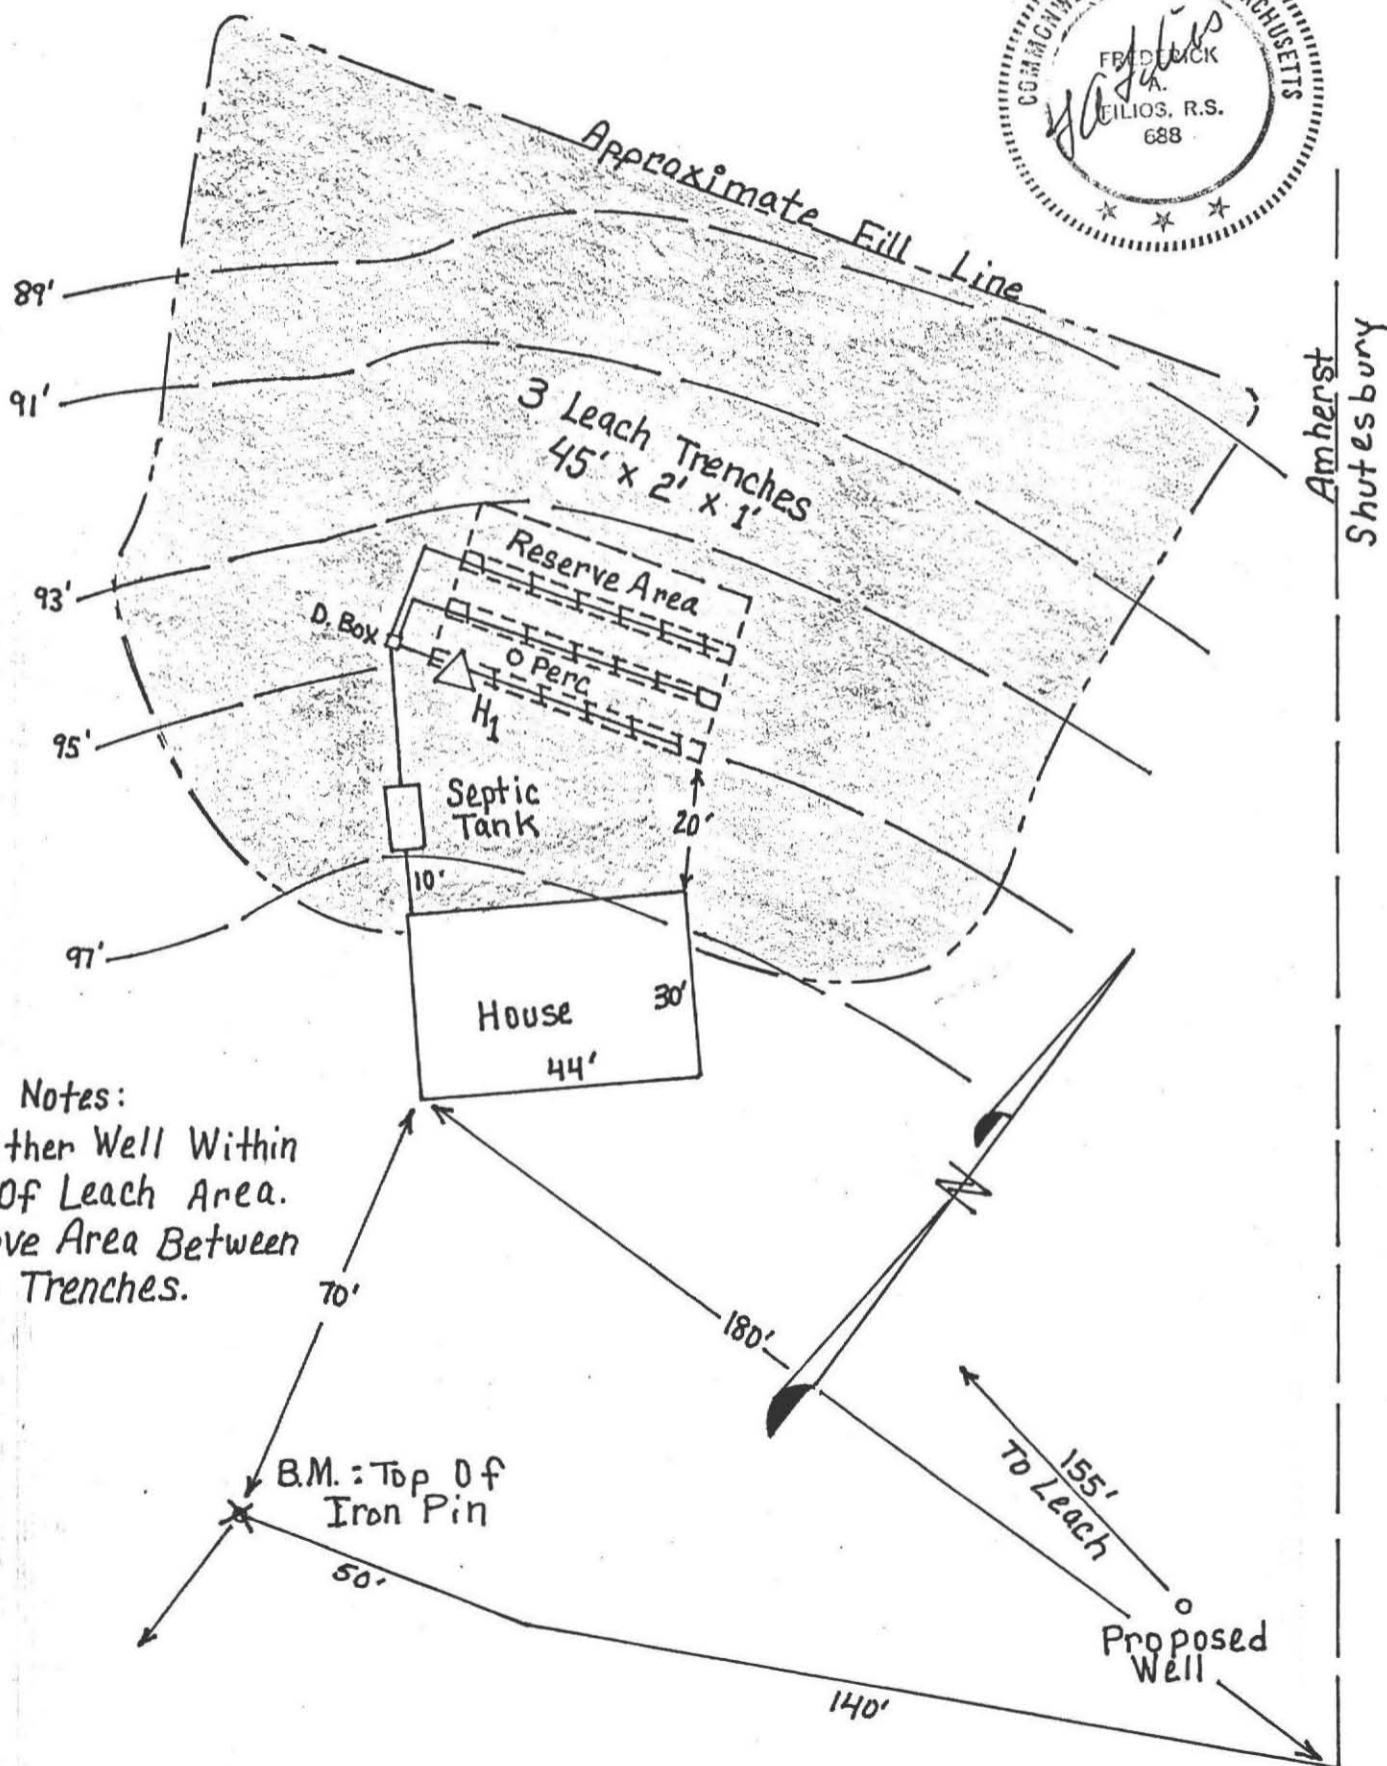 COMMONWE
CHUSETTS
FREDERICK
A.
FILIOS, R.S.
688
Approximate Fill Line
89'
91'
93'
95'
97'
3 Leach Trenches
45' x 2' x 1'
Reserve Area
D. Box
Perc
H1
Septic
Tank
20'
10'
House
30'
44'
Amherst
Shutesbury
Notes:
ther Well Within
Of Leach Area.
ve Area Between
Trenches.
70'
180'
N
B.M. : Top Of
Iron Pin
50'
155'
To Leach
Proposed
Well
140'